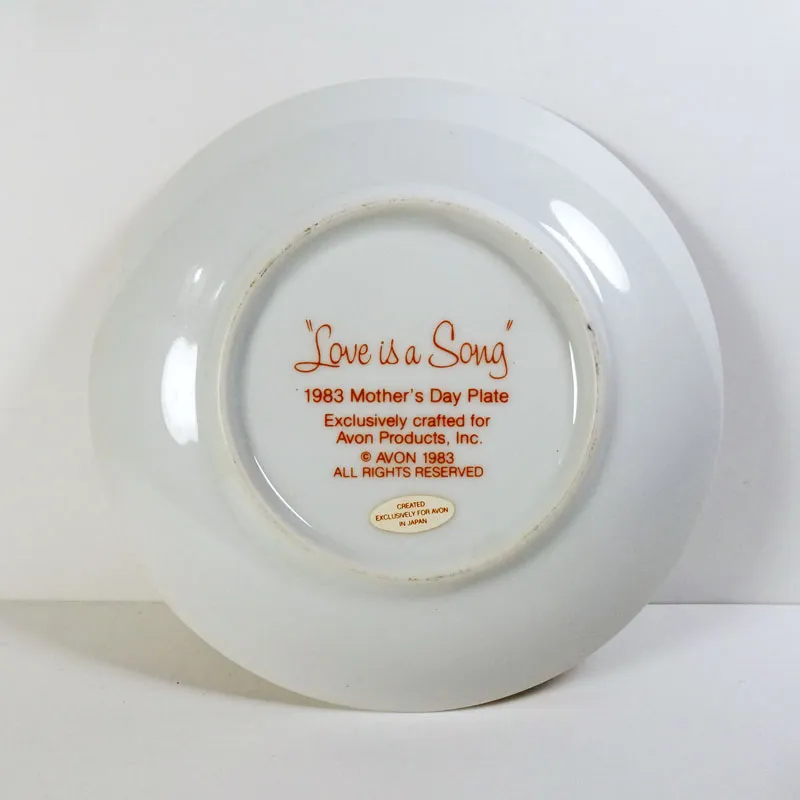 "Love is a Song"
1983 Mother's Day Plate
Exclusively crafted for
Avon Products, Inc.
© AVON 1983
ALL RIGHTS RESERVED
CREATED
EXCLUSIVELY FOR AVON
IN JAPAN